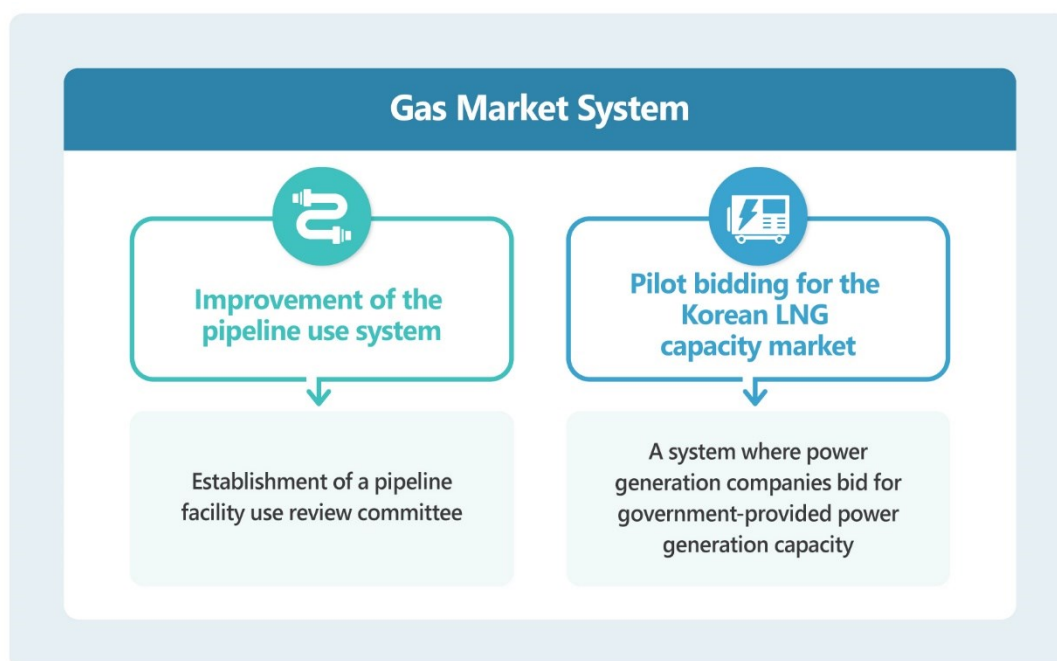 Gas Market System
Improvement of the
pipeline use system
Establishment of a pipeline
facility use review committee
Pilot bidding for the
Korean LNG
capacity market
A system where power
generation companies bid for
government-provided power
generation capacity